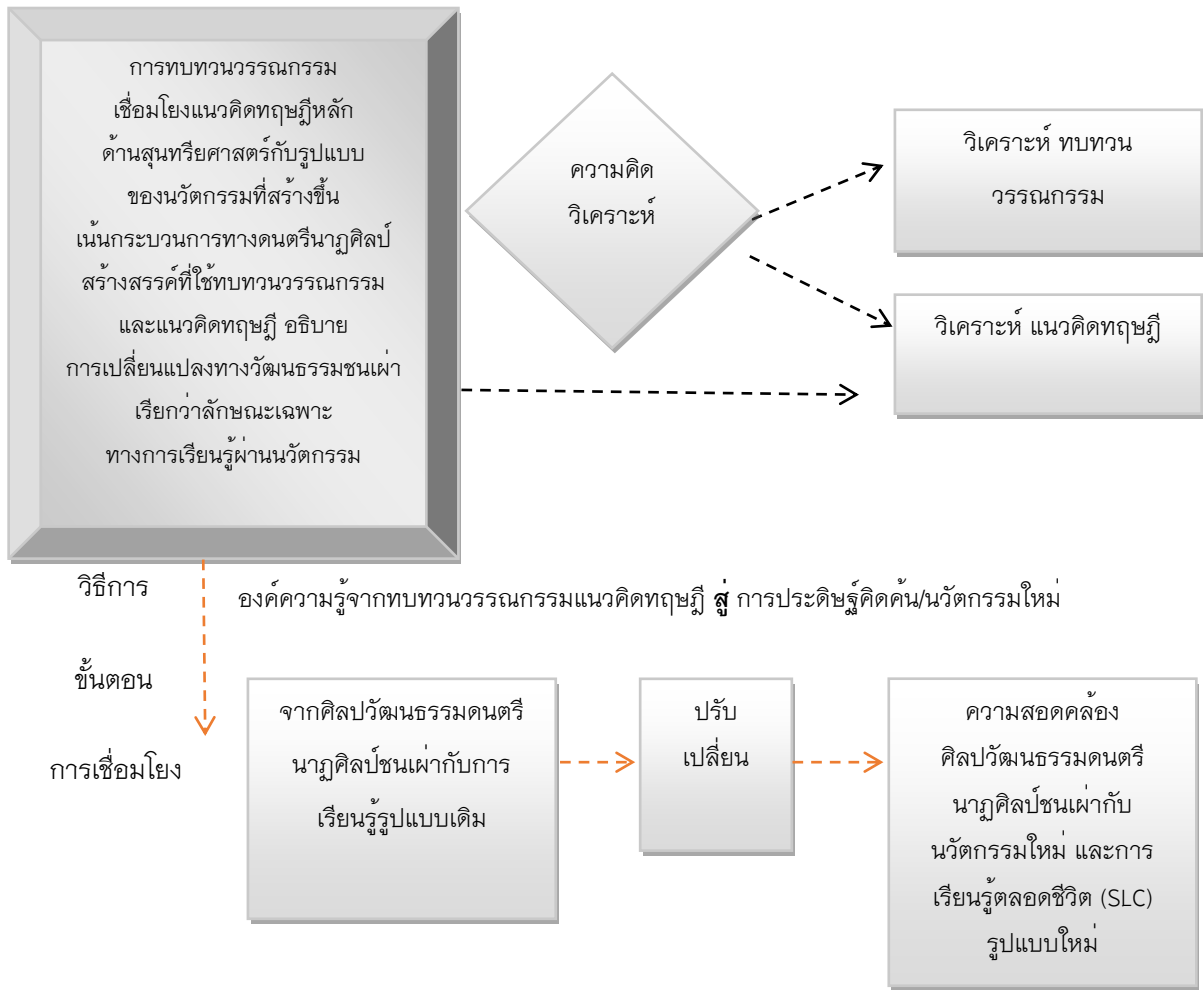 การทบทวนวรรณกรรม
เชื่อมโยงแนวคิดทฤษฎีหลัก
ด้านสุนทรียศาสตร์กับรูปแบบ
ของนวัตกรรมที่สร้างขึ้น
เน้นกระบวนการทางดนตรีนาฏศิลป์
สร้างสรรค์ที่ใช้ทบทวนวรรณกรรม
และแนวคิดทฤษฎี อธิบาย
การเปลี่ยนแปลงทางวัฒนธรรมชนเผ่า
เรียกว่าลักษณะเฉพาะ
ทางการเรียนรู้ผ่านนวัตกรรม
ความคิด
วิเคราะห์
วิเคราะห์ ทบทวน
วรรณกรรม
วิเคราะห์ แนวคิดทฤษฎี
วิธีการ
ขั้นตอน
การเชื่อมโยง
องค์ความรู้จากทบทวนวรรณกรรมแนวคิดทฤษฎี สู่ การประดิษฐ์คิดค้น/นวัตกรรมใหม่
จากศิลปวัฒนธรรมดนตรี
นาฏศิลป์ชนเผ่ากับการ
เรียนรู้รูปแบบเดิม
ปรับ
เปลี่ยน
ความสอดคล้อง
ศิลปวัฒนธรรมดนตรี
นาฏศิลป์ชนเผ่ากับ
นวัตกรรมใหม่ และการ
เรียนรู้ตลอดชีวิต (SLC)
รูปแบบใหม่